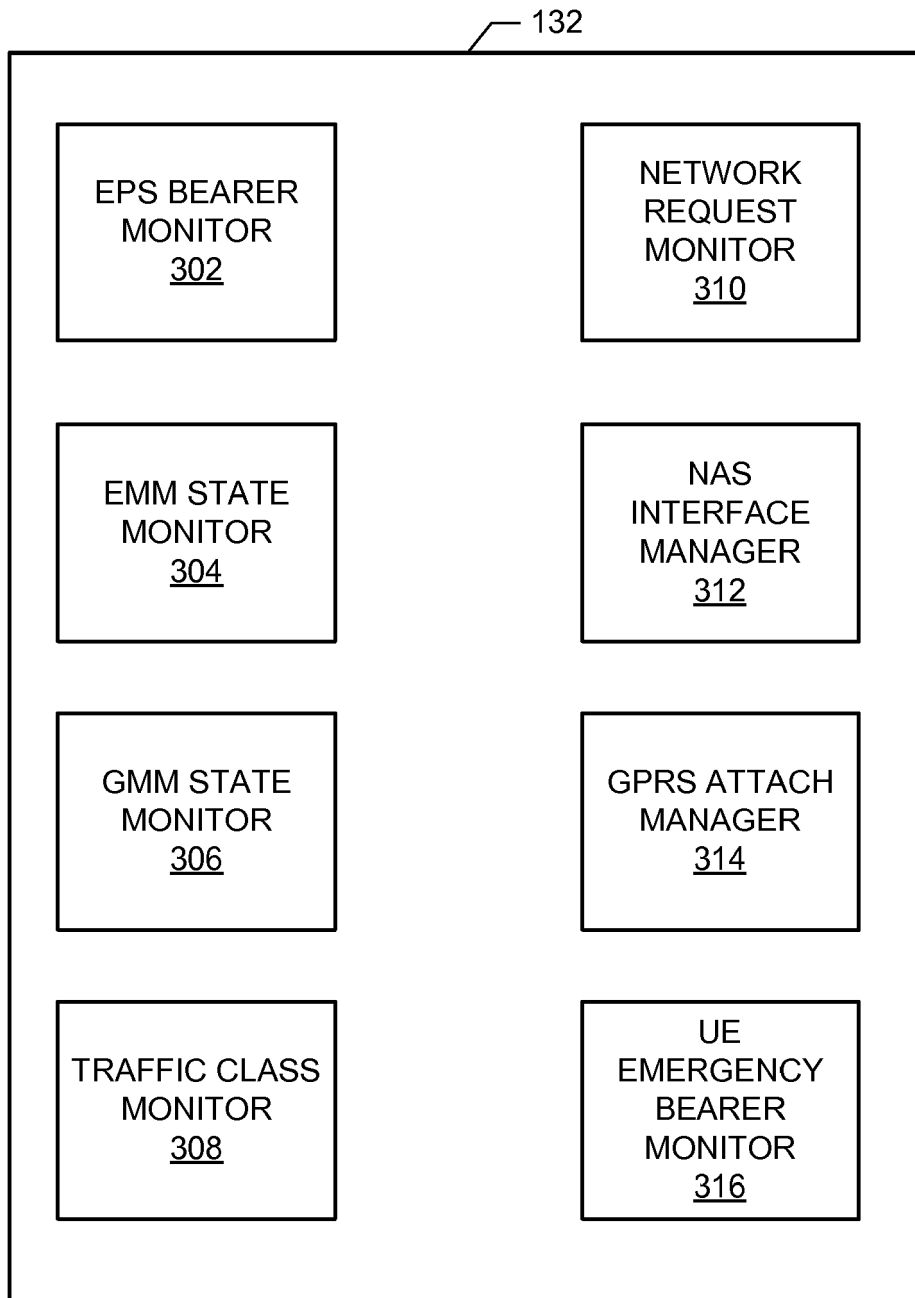 132
EPS BEARER
MONITOR
302
NETWORK
REQUEST
MONITOR
310
EMM STATE
MONITOR
304
NAS
INTERFACE
MANAGER
312
GMM STATE
MONITOR
306
GPRS ATTACH
MANAGER
314
TRAFFIC CLASS
MONITOR
308
UE
EMERGENCY
BEARER
MONITOR
316